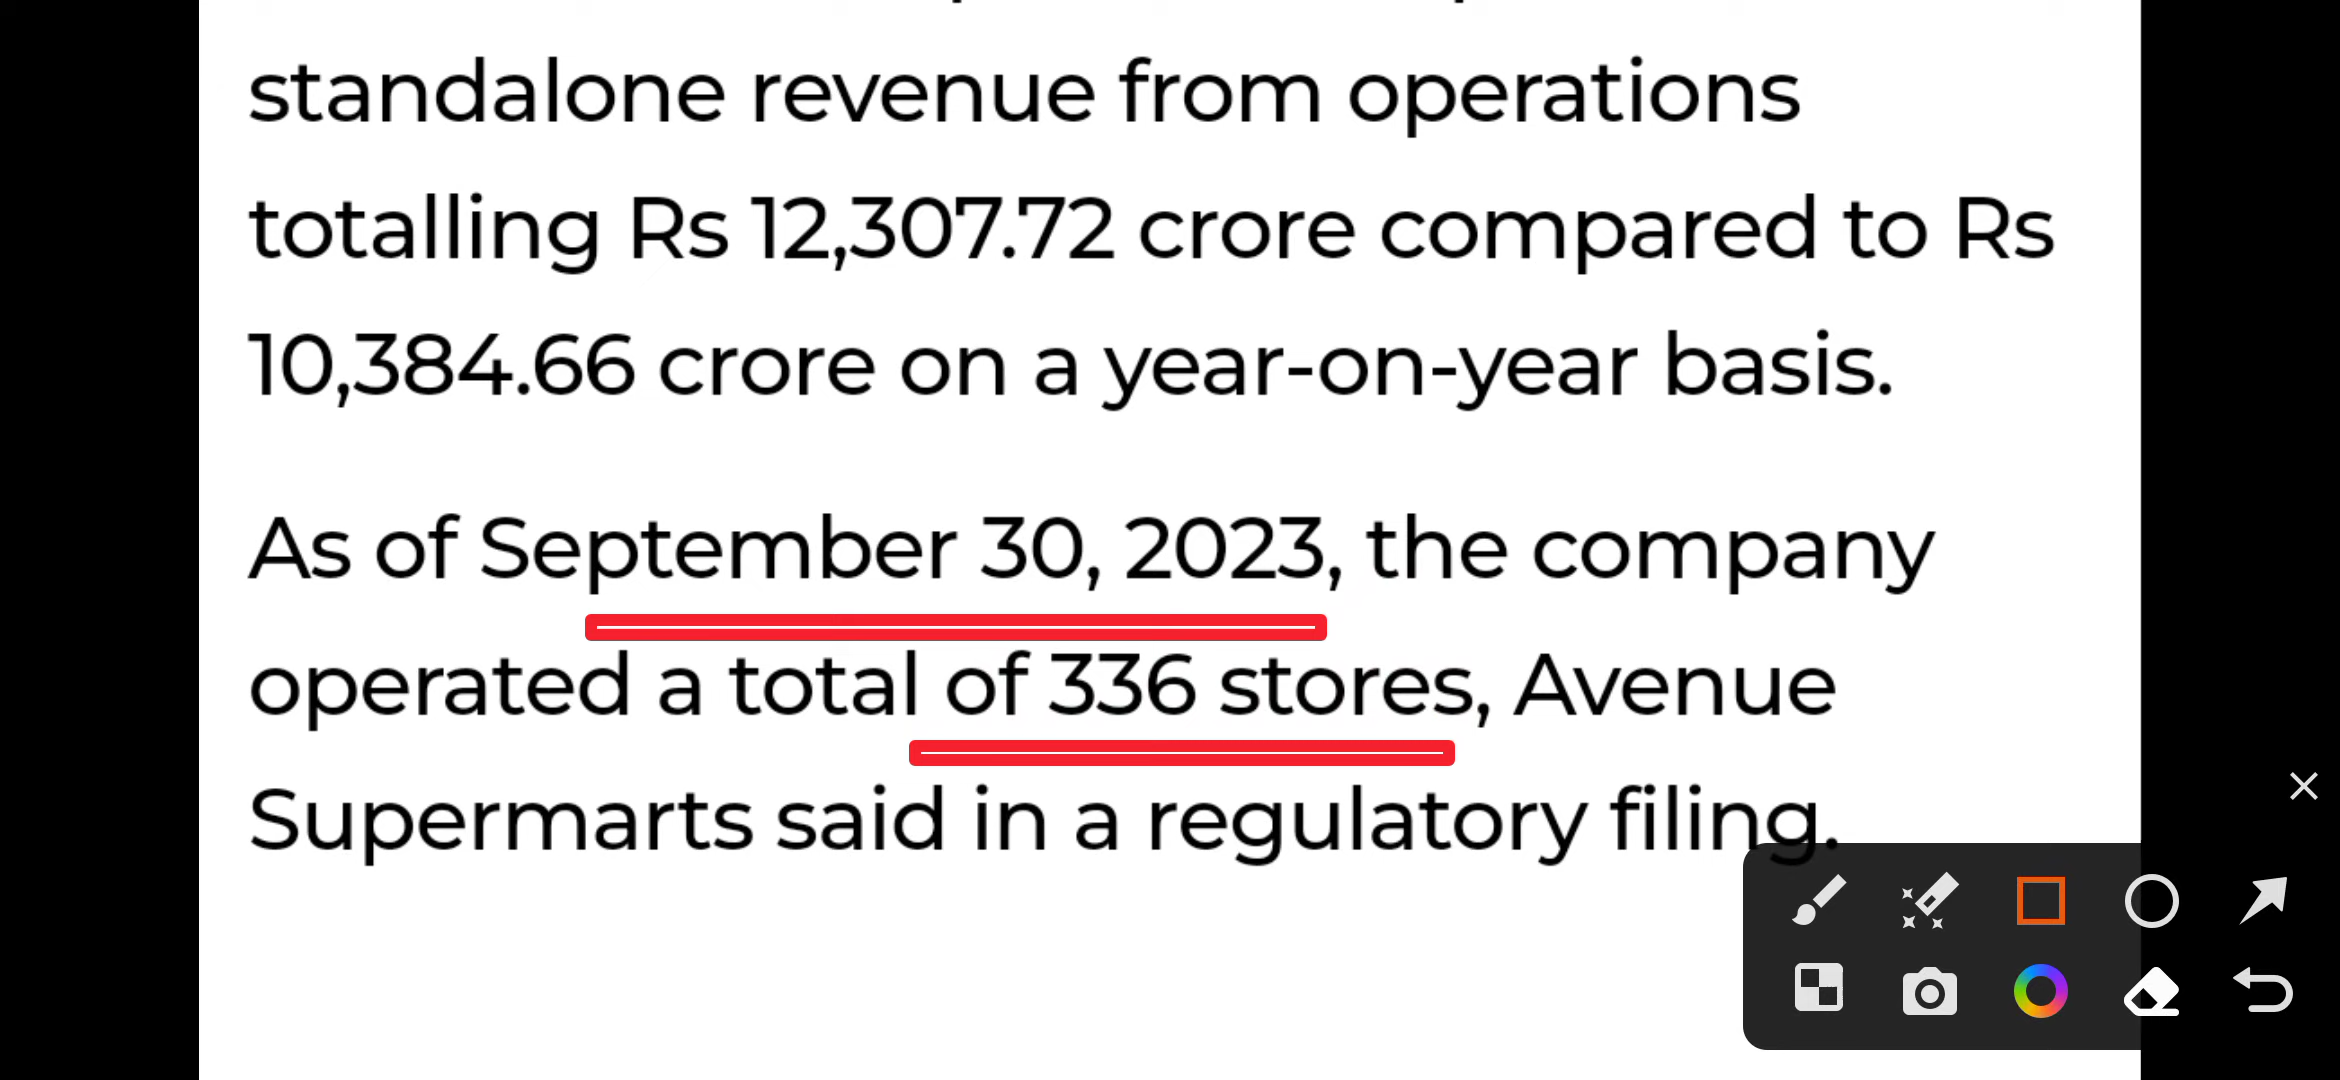 standalone revenue from operations
totalling Rs 12,307.72 crore compared to Rs
10,384.66 crore on a year-on-year basis.
As of September 30, 2023, the company
operated a total of 336 stores, Avenue
Supermarts said in a regulatory filing.